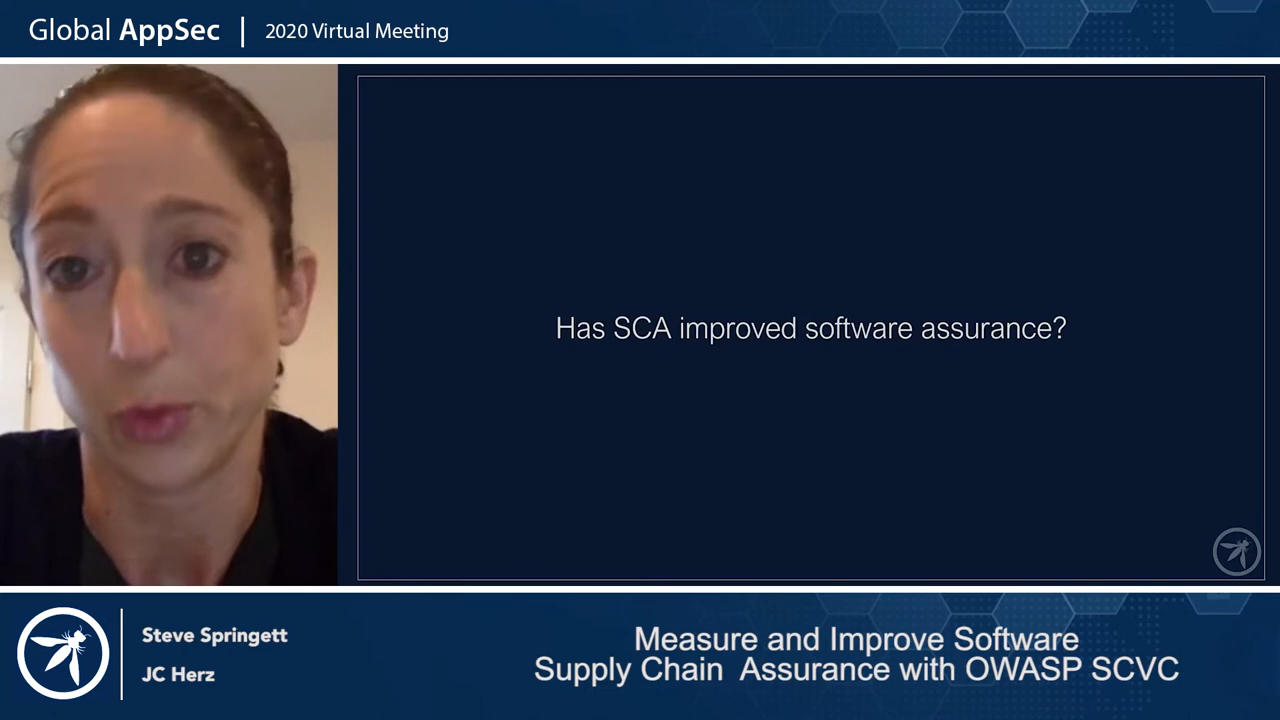 Global AppSec | 2020 Virtual Meeting
Has SCA improved software assurance?
Steve Springett
JC Herz
Measure and Improve Software
Supply Chain Assurance with OWASP SCVC